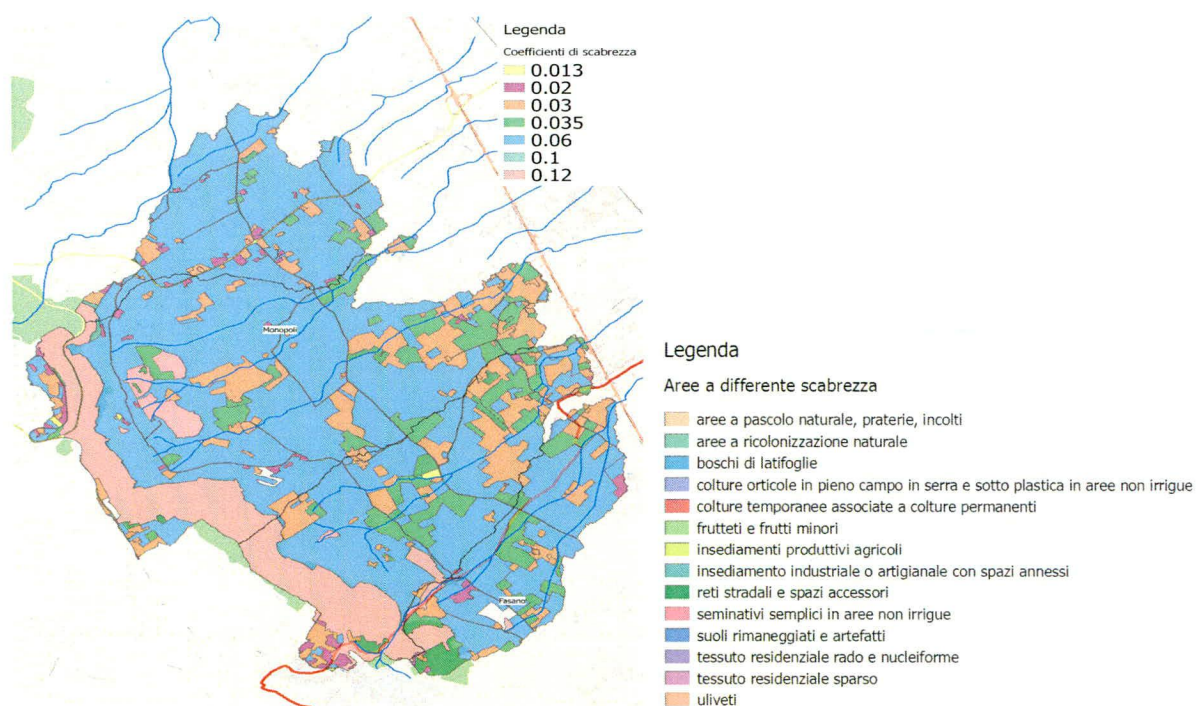 Legenda
Coefficienti di scabrezza
0.013
0.02
0.03
0.035
0.06
0.1
0.12
Monopoli
Fasano
Legenda
Aree a differente scabrezza
aree a pascolo naturale, praterie, incolti
aree a ricolonizzazione naturale
boschi di latifoglie
colture orticole in pieno campo in serra e sotto plastica in aree non irrigue
colture temporanee associate a colture permanenti
frutteti e frutti minori
insediamenti produttivi agricoli
insediamento industriale o artigianale con spazi annessi
reti stradali e spazi accessori
seminativi semplici in aree non irrigue
suoli rimaneggiati e artefatti
tessuto residenziale rado e nucleiforme
tessuto residenziale sparso
uliveti